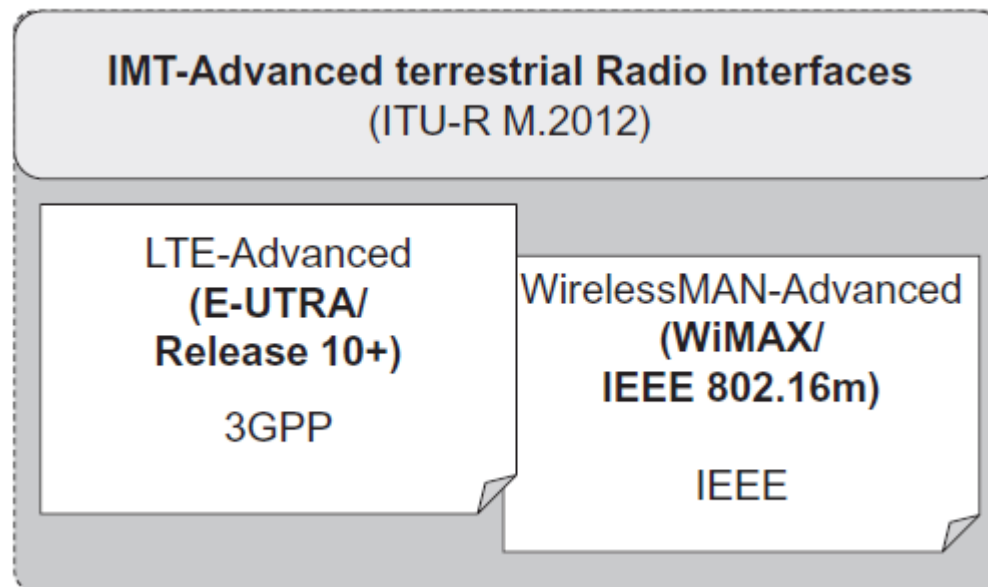 IMT-Advanced terrestrial Radio Interfaces
(ITU-R M.2012)
LTE-Advanced
(E-UTRA/
Release 10+)
3GPP
WirelessMAN-Advanced
(WiMAX/
IEEE 802.16m)
IEEE